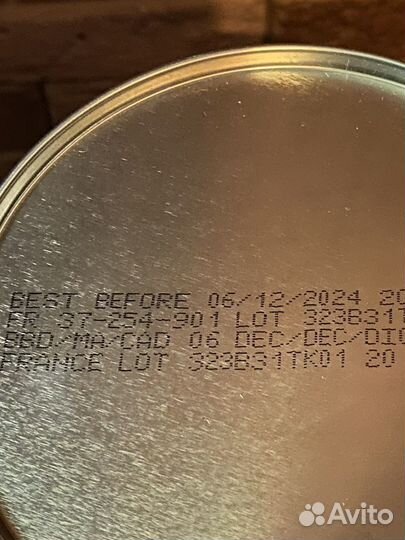 BEST BEFORE 06/12/2024 20
FR 37-254-901 LOT 323B31T
BBD/MA/CAD 06 DEC/DEC/DIC
FRANCE LOT 323B31TK01 20
Avito